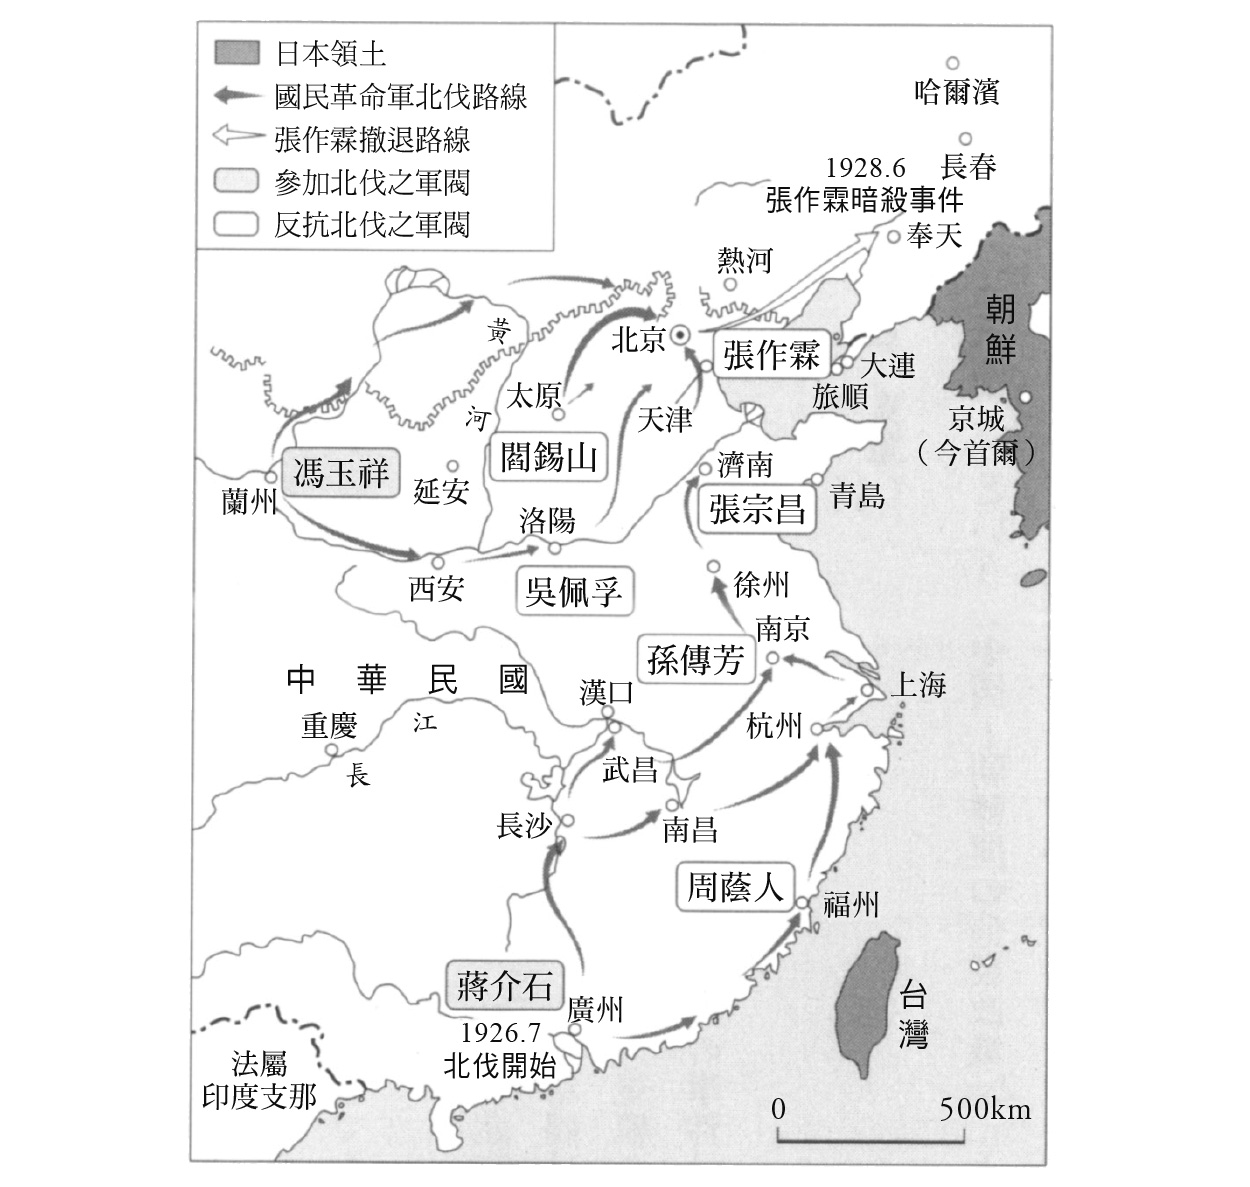 日本領土
國民革命軍北伐路線
張作霖撤退路線
參加北伐之軍閥
反抗北伐之軍閥
哈爾濱
長春
1928.6
張作霖暗殺事件
奉天
熱河
朝鮮
黃
北京
張作霖
大連
太原
旅順
河
天津
京城
（今首爾）
閻錫山
濟南
馮玉祥
延安
蘭州
青島
張宗昌
洛陽
西安
吳佩孚
徐州
南京
孫傳芳
中華民國
漢口
上海
重慶
江
杭州
長
武昌
長沙
南昌
周蔭人
福州
蔣介石
廣州
台灣
1926.7
北伐開始
法屬
印度支那
0 500km